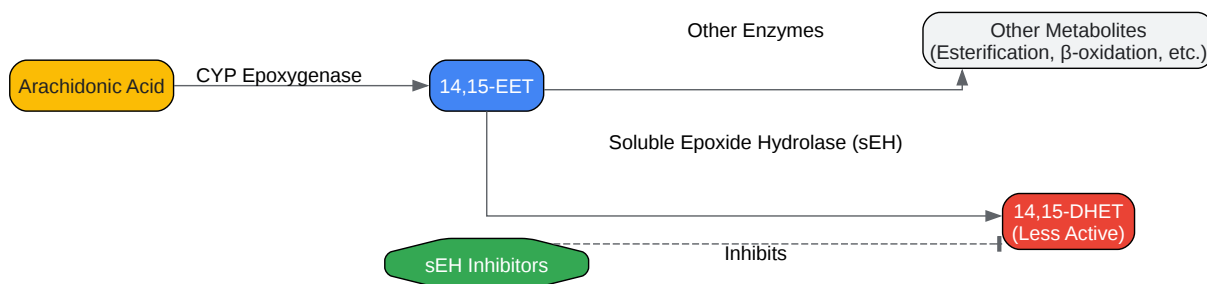 Other Enzymes
Other Metabolites
(Esterification, β-oxidation, etc.)
Arachidonic Acid
CYP Epoxygenase
14,15-EET
Soluble Epoxide Hydrolase (sEH)
14,15-DHET
(Less Active)
sEH Inhibitors
Inhibits